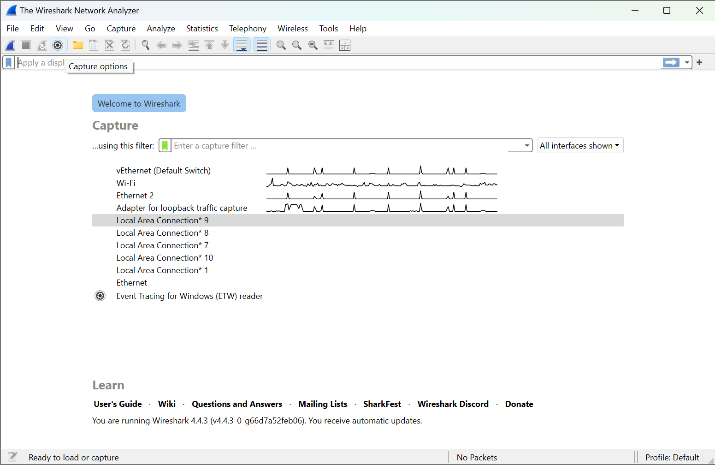 The Wireshark Network Analyzer
File Edit View Go Capture Analyze Statistics Telephony Wireless Tools Help
Apply a displ
Capture options
Welcome to Wireshark
Capture
...using this filter: Enter a capture filter ... All interfaces shown
vEthernet (Default Switch)
Wi-Fi
Ethernet 2
Adapter for loopback traffic capture
Local Area Connection* 9
Local Area Connection* 8
Local Area Connection* 7
Local Area Connection* 10
Local Area Connection* 1
Ethernet
Event Tracing for Windows (ETW) reader
Learn
User's Guide · Wiki · Questions and Answers · Mailing Lists · SharkFest · Wireshark Discord · Donate
You are running Wireshark 4.4.3 (v4.4.3-0-g66d7a52feb06). You receive automatic updates.
Ready to load or capture No Packets Profile: Default